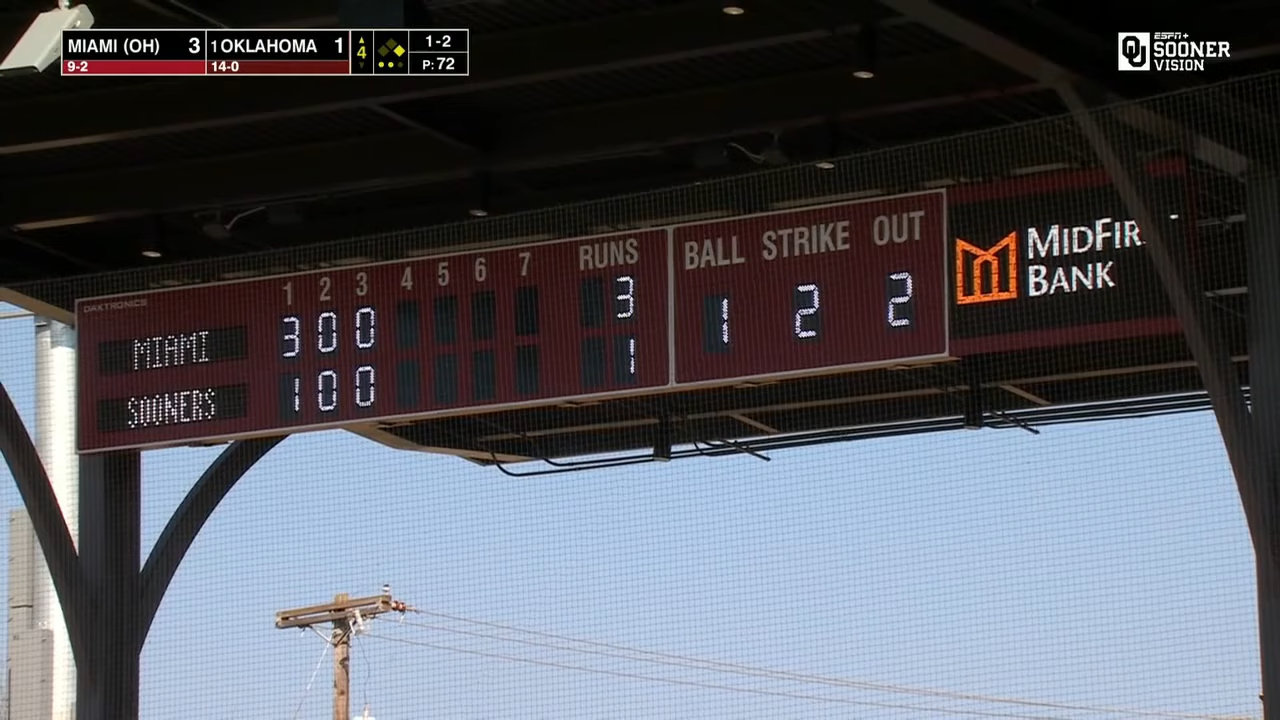 MIAMI (OH) 3 1 OKLAHOMA 1 4 1-2
9-2 14-0 P: 72
ESPN+
OU SOONER
VISION
DAKTRONICS
1 2 3 4 5 6 7 RUNS
MIAMI 3 0 0 3
SOONERS 1 0 0 1
BALL STRIKE OUT
1 2 2
MIDFIR
BANK